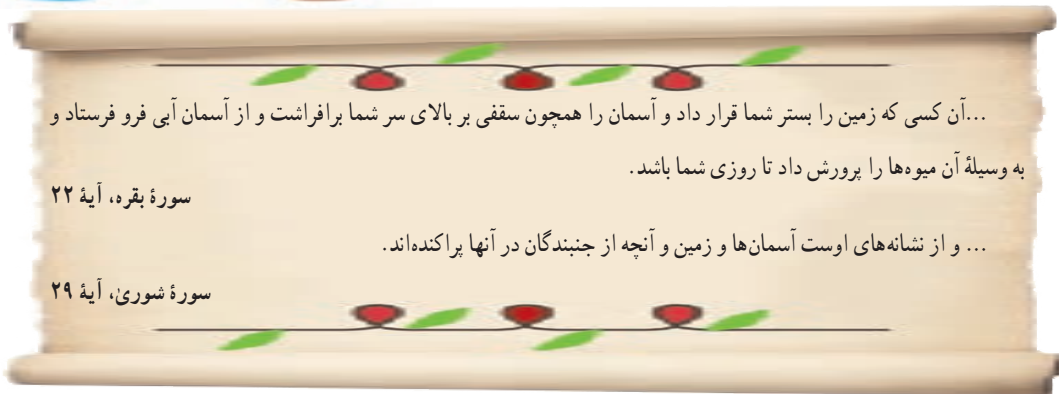 ...آن کسی که زمین را بستر شما قرار داد و آسمان را همچون سقفی بر بالای سر شما برافراشت و از آسمان آبی فرو فرستاد و
به وسیلهٔ آن میوه‌ها را پرورش داد تا روزی شما باشد.
سورهٔ بقره، آیهٔ ۲۲
... و از نشانه‌های اوست آسمان‌ها و زمین و آنچه از جنبندگان در آنها پراکنده‌اند.
سورهٔ شوریٰ، آیهٔ ۲۹